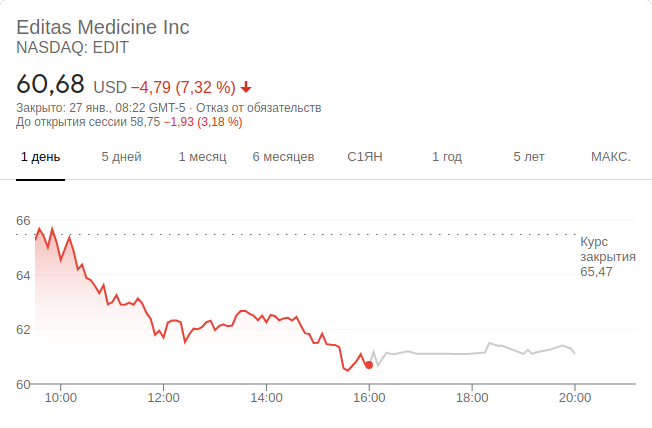 Editas Medicine Inc
NASDAQ: EDIT
60,68 USD −4,79 (7,32 %)
Закрыто: 27 янв., 08:22 GMT-5 · Отказ от обязательств
До открытия сессии 58,75 −1,93 (3,18 %)
1 день 5 дней 1 месяц 6 месяцев С1ЯН 1 год 5 лет МАКС.
66
Курс
закрытия
65,47
64
62
60
10:00 12:00 14:00 16:00 18:00 20:00